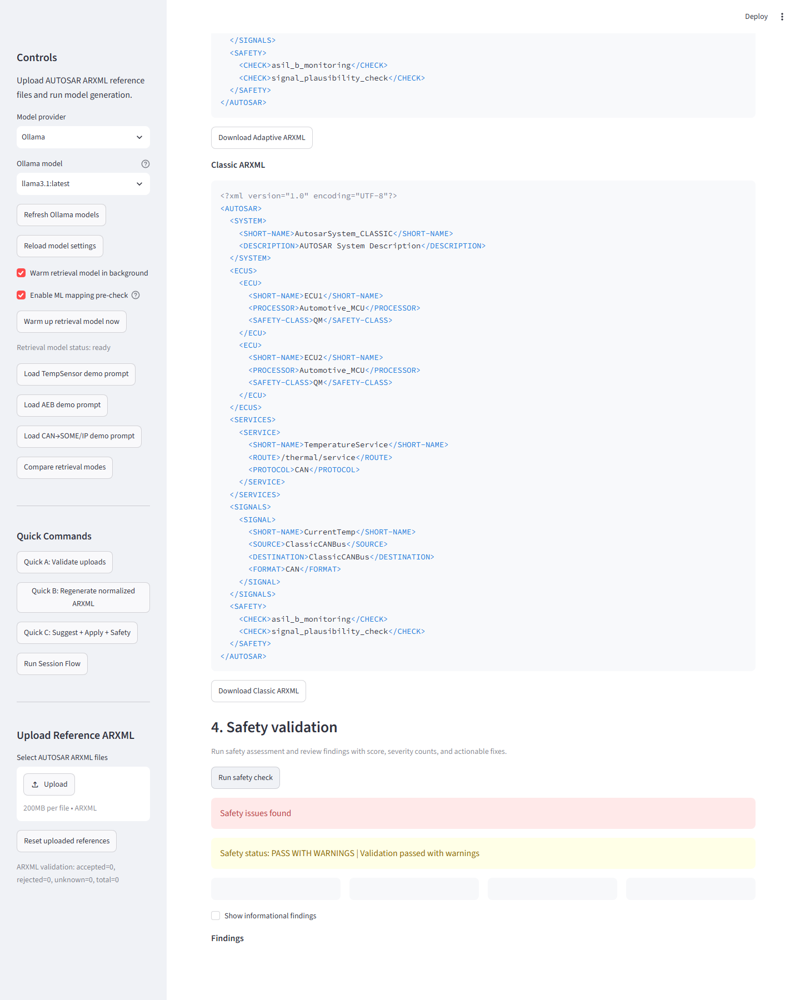 Deploy
Controls
Upload AUTOSAR ARXML reference
files and run model generation.
Model provider
Ollama
Ollama model
llama3.1:latest
Refresh Ollama models
Reload model settings
Warm retrieval model in background
Enable ML mapping pre-check
Warm up retrieval model now
Retrieval model status: ready
Load TempSensor demo prompt
Load AEB demo prompt
Load CAN→SOME/IP demo prompt
Compare retrieval modes
Quick Commands
Quick A: Validate uploads
Quick B: Regenerate normalized
ARXML
Quick C: Suggest + Apply + Safety
Run Session Flow
Upload Reference ARXML
Select AUTOSAR ARXML files
Upload
200MB per file • ARXML
Reset uploaded references
ARXML validation: accepted=0,
rejected=0, unknown=0, total=0
</SIGNALS>
<SAFETY>
<CHECK>asil_b_monitoring</CHECK>
<CHECK>signal_plausibility_check</CHECK>
</SAFETY>
</AUTOSAR>
Download Adaptive ARXML
Classic ARXML
<?xml version="1.0" encoding="UTF-8"?>
<AUTOSAR>
<SYSTEM>
<SHORT-NAME>AutosarSystem_CLASSIC</SHORT-NAME>
<DESCRIPTION>AUTOSAR System Description</DESCRIPTION>
</SYSTEM>
<ECUS>
<ECU>
<SHORT-NAME>ECU1</SHORT-NAME>
<PROCESSOR>Automotive_MCU</PROCESSOR>
<SAFETY-CLASS>QM</SAFETY-CLASS>
</ECU>
<ECU>
<SHORT-NAME>ECU2</SHORT-NAME>
<PROCESSOR>Automotive_MCU</PROCESSOR>
<SAFETY-CLASS>QM</SAFETY-CLASS>
</ECU>
</ECUS>
<SERVICES>
<SERVICE>
<SHORT-NAME>TemperatureService</SHORT-NAME>
<ROUTE>/thermal/service</ROUTE>
<PROTOCOL>CAN</PROTOCOL>
</SERVICE>
</SERVICES>
<SIGNALS>
<SIGNAL>
<SHORT-NAME>CurrentTemp</SHORT-NAME>
<SOURCE>ClassicCANBus</SOURCE>
<DESTINATION>ClassicCANBus</DESTINATION>
<FORMAT>CAN</FORMAT>
</SIGNAL>
</SIGNALS>
<SAFETY>
<CHECK>asil_b_monitoring</CHECK>
<CHECK>signal_plausibility_check</CHECK>
</SAFETY>
</AUTOSAR>
Download Classic ARXML
4. Safety validation
Run safety assessment and review findings with score, severity counts, and actionable fixes.
Run safety check
Safety issues found
Safety status: PASS WITH WARNINGS | Validation passed with warnings
Show informational findings
Findings